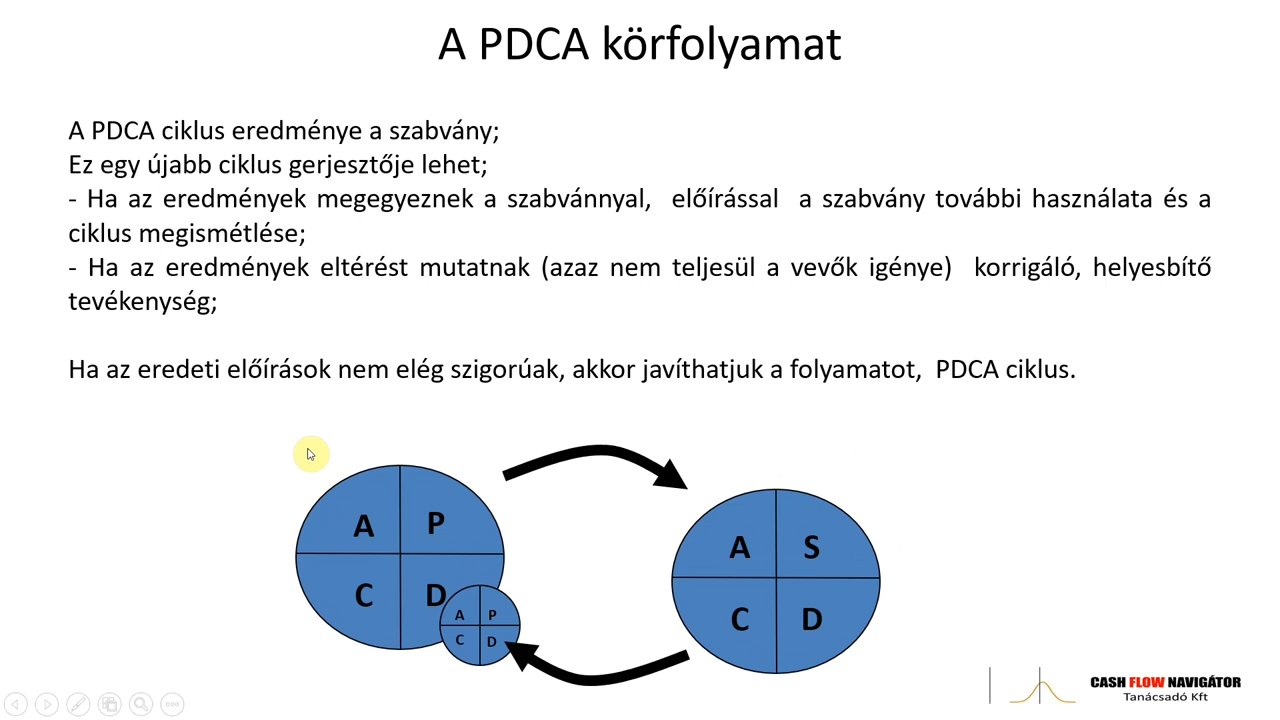 A PDCA körfolyamat
A PDCA ciklus eredménye a szabvány;
Ez egy újabb ciklus gerjesztője lehet;
- Ha az eredmények megegyeznek a szabvánnyal, előírással a szabvány további használata és a
ciklus megismétlése;
- Ha az eredmények eltérést mutatnak (azaz nem teljesül a vevők igénye) korrigáló, helyesbítő
tevékenység;
Ha az eredeti előírások nem elég szigorúak, akkor javíthatjuk a folyamatot, PDCA ciklus.
A P
C D
A P
C D
A S
C D
CASH FLOW NAVIGÁTOR
Tanácsadó Kft